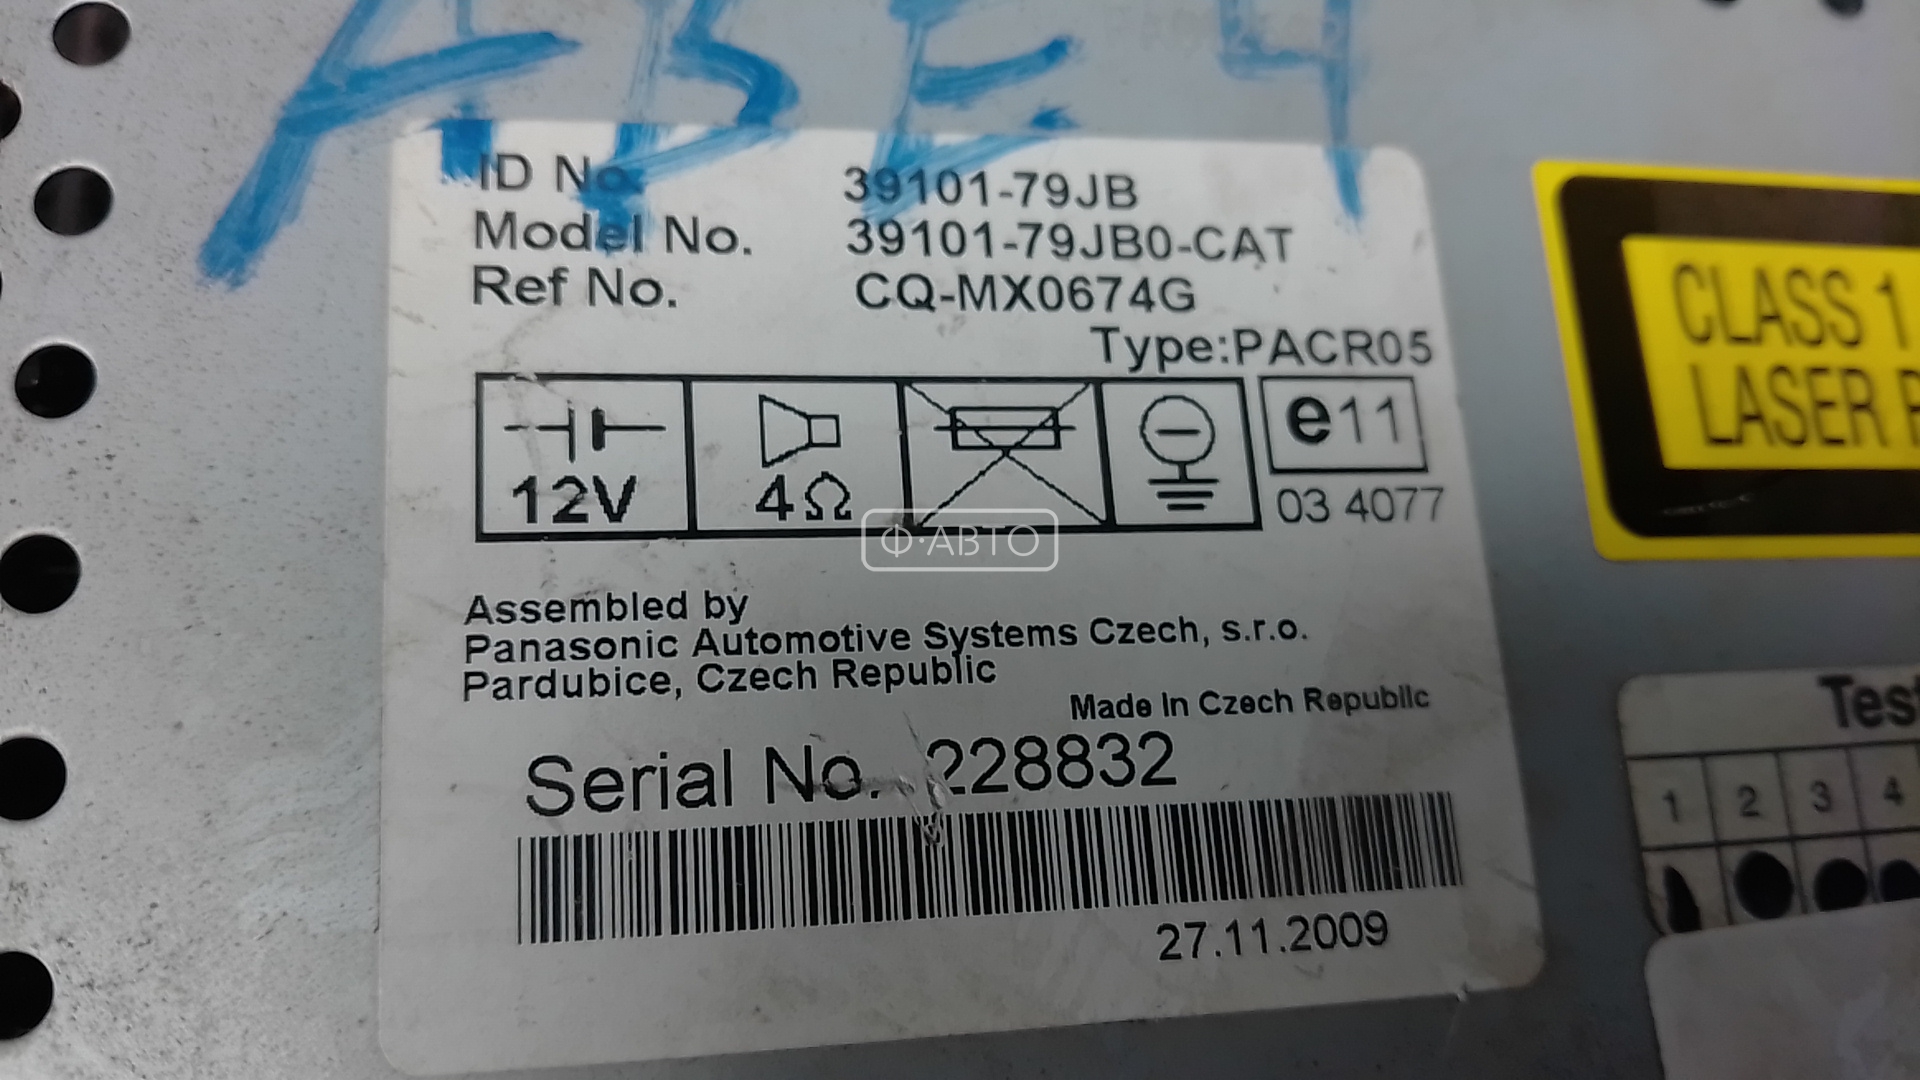 ABE4
ID No. 39101-79JB
Model No. 39101-79JB0-CAT
Ref No. CQ-MX0674G
Type:PACR05
12V 4Ω e11
03 4077
Ф·АВТО
CLASS 1
LASER
Assembled by
Panasonic Automotive Systems Czech, s.r.o.
Pardubice, Czech Republic
Made In Czech Republic
Serial No. 228832
27.11.2009
Test
1 2 3 4